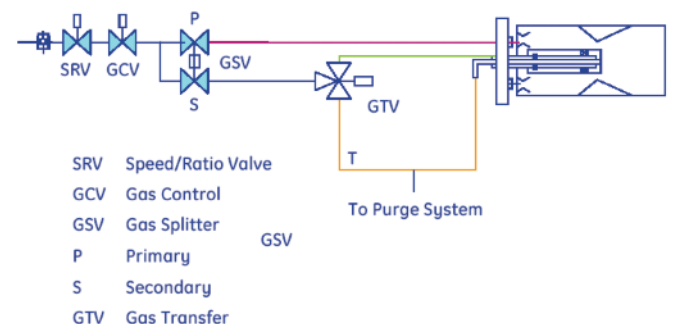 P
SRV GCV GSV
S
GTV
T
To Purge System
SRV Speed/Ratio Valve
GCV Gas Control
GSV Gas Splitter
GSV
P Primary
S Secondary
GTV Gas Transfer